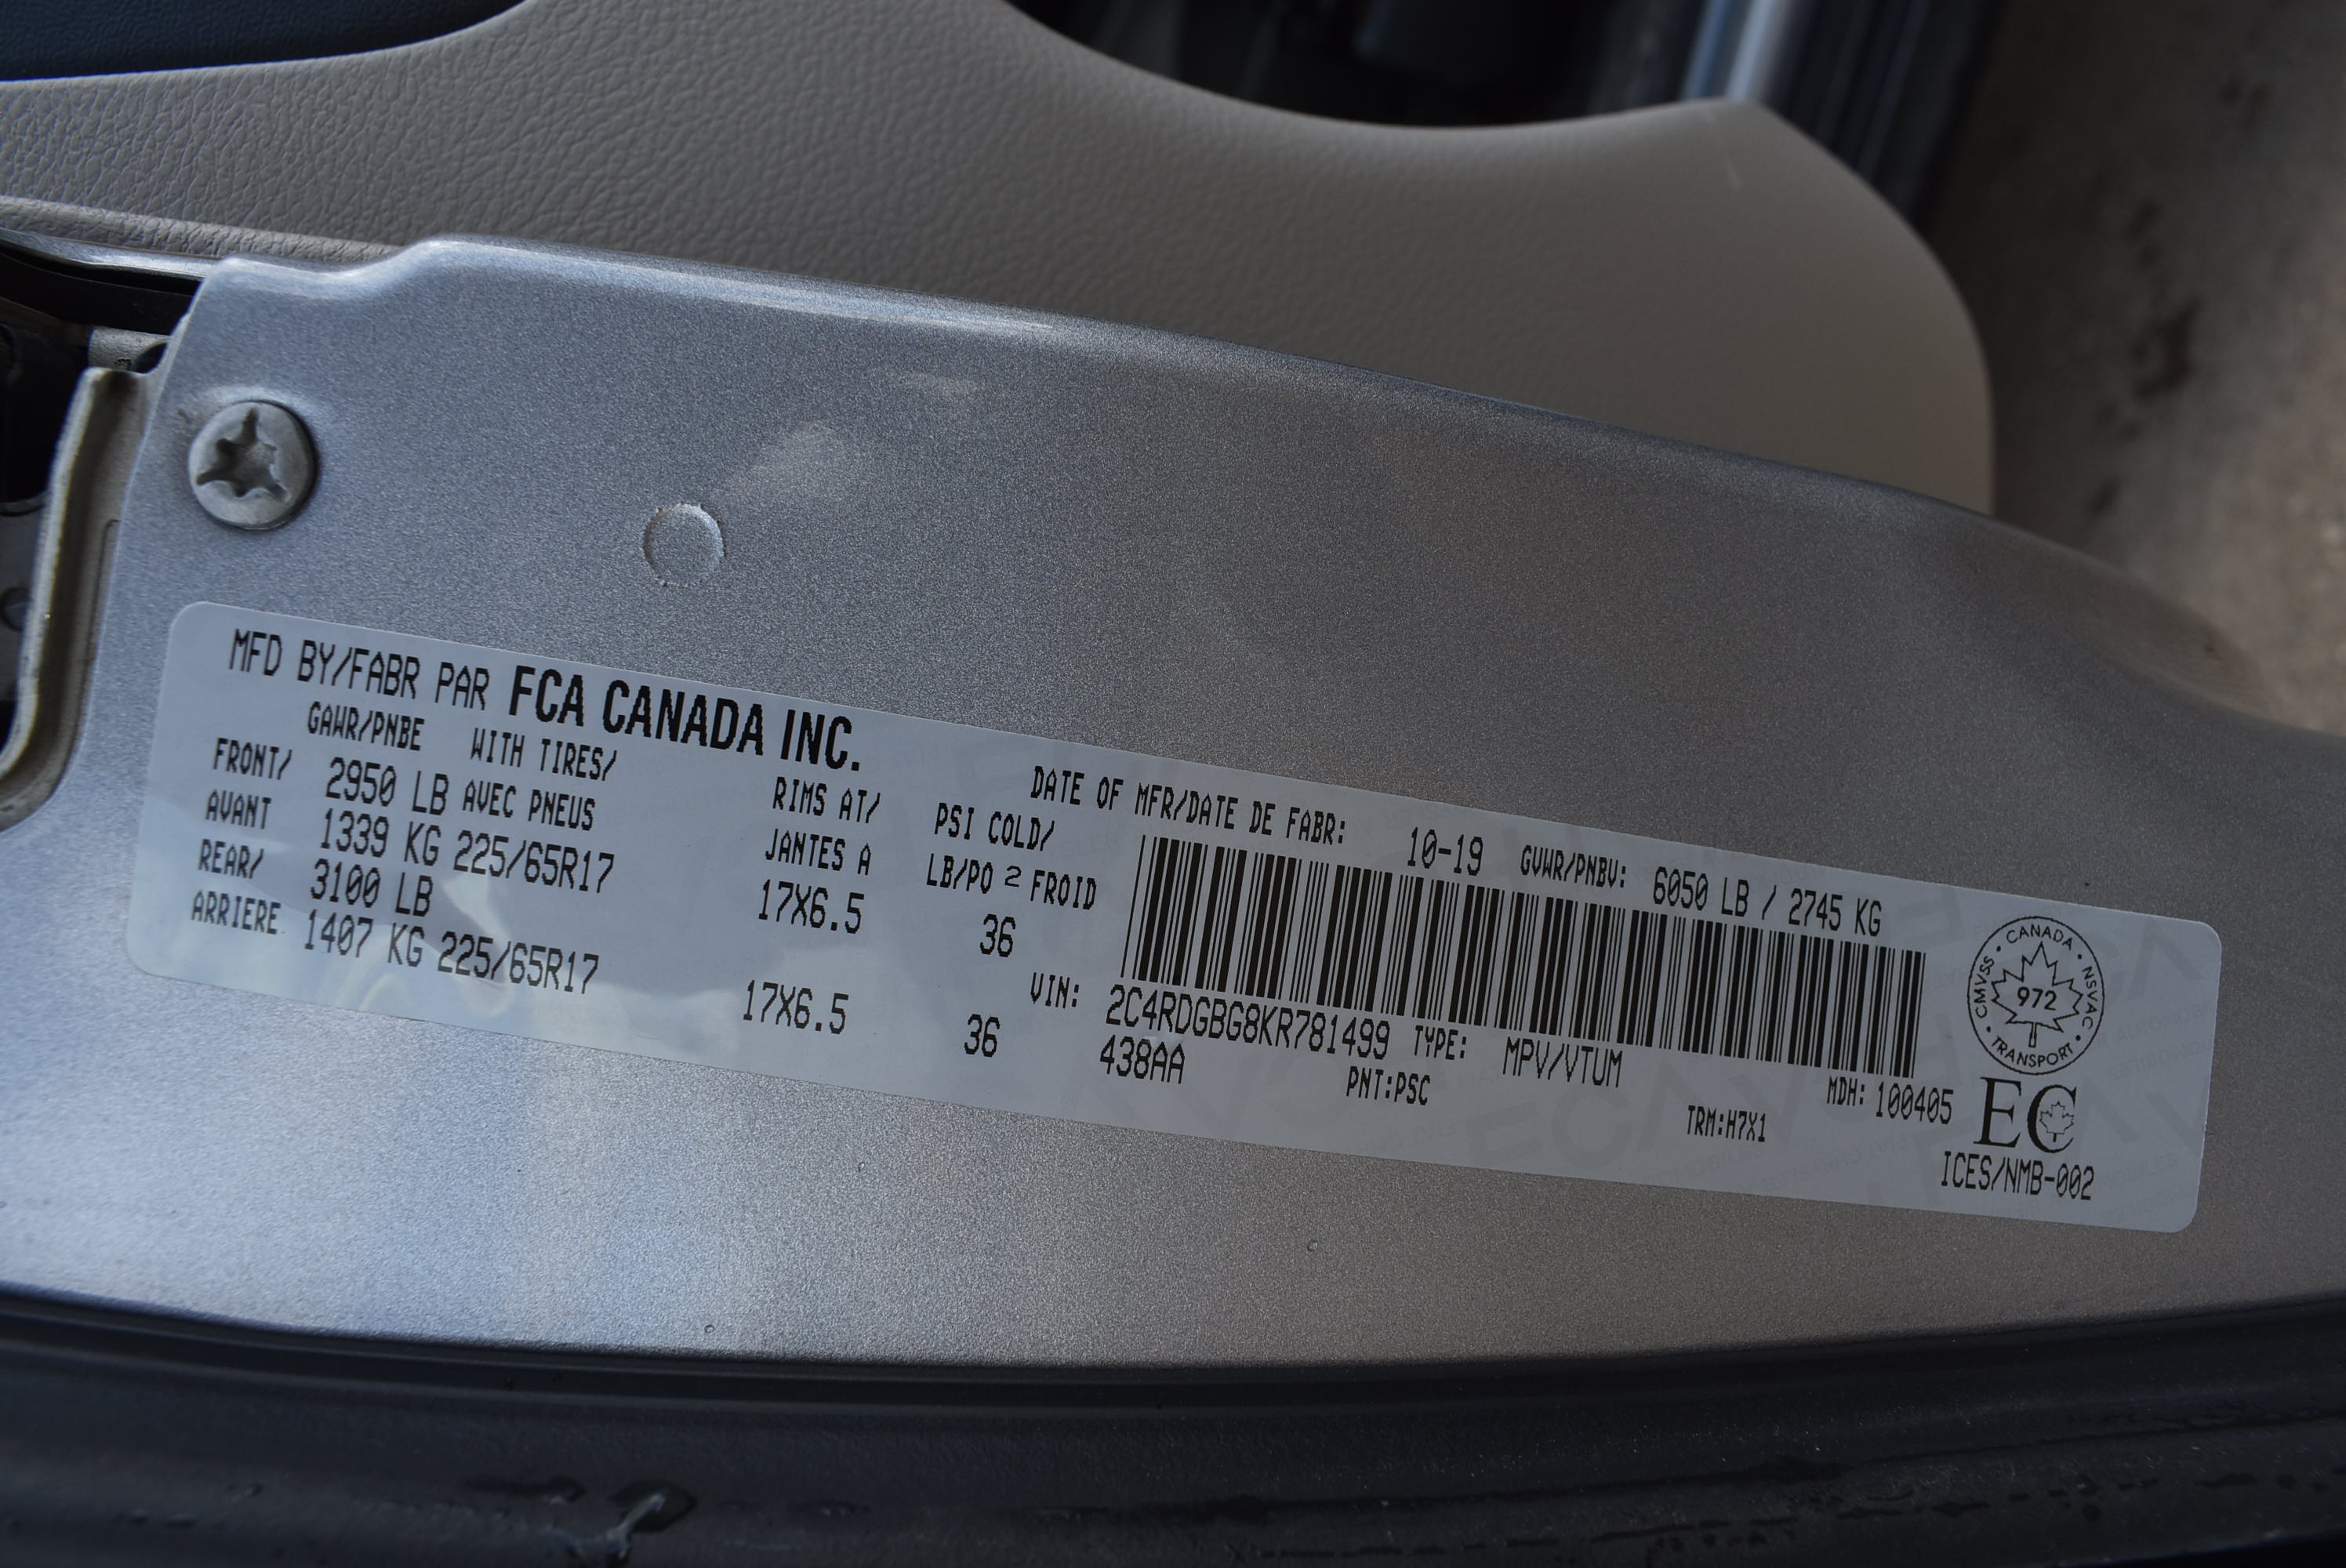 MFD BY/FABR PAR FCA CANADA INC.
GAWR/PNBE WITH TIRES/ RIMS AT/ PSI COLD/
FRONT/ 2950 LB AVEC PNEUS JANTES A LB/PO 2 FROID
AVANT 1339 KG 225/65R17 17X6.5 36
REAR/ 3100 LB
ARRIERE 1407 KG 225/65R17 17X6.5 36
DATE OF MFR/DATE DE FABR: 10-19 GVWR/PNBV: 6050 LB / 2745 KG
VIN: 2C4RDGBG8KR781499 TYPE: MPV/VTUM MDH: 100405
438AA PNT:PSC TRM:H7X1
CANADA • NSVAC • TRANSPORT • CMVSS •
972
EC
ICES/NMB-002